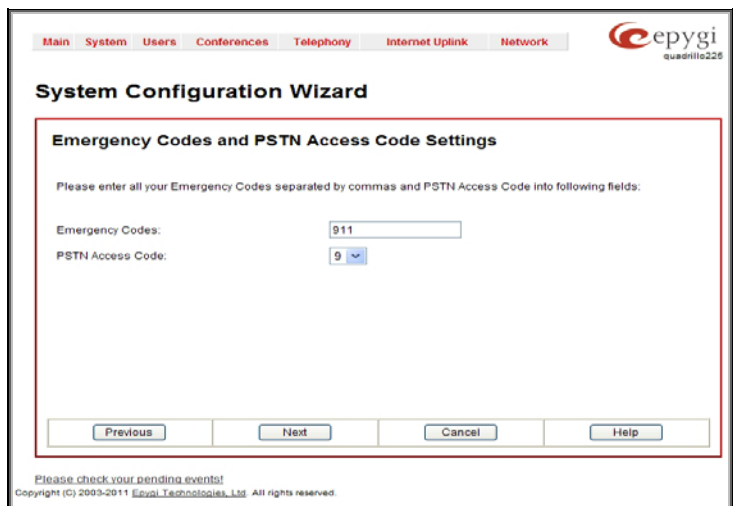 Main System Users Conferences Telephony Internet Uplink Network
epygi
quadrillo225
System Configuration Wizard
Emergency Codes and PSTN Access Code Settings
Please enter all your Emergency Codes separated by commas and PSTN Access Code into following fields:
Emergency Codes: 911
PSTN Access Code: 9
Previous Next Cancel Help
Please check your pending events!
Copyright (C) 2003-2011 Epygi Technologies, Ltd. All rights reserved.